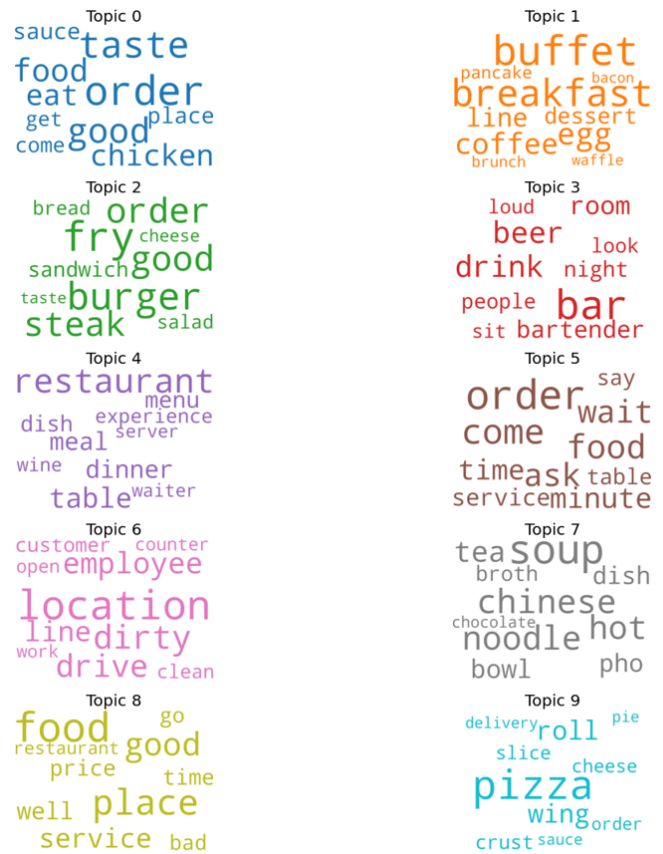 Topic 0
sauce taste
food
eat order
get good place
come chicken
Topic 1
buffet
pancake bacon
breakfast
line dessert
coffee egg
brunch waffle
Topic 2
bread order
fry cheese
sandwich good
taste burger
steak salad
Topic 3
loud room
beer look
drink night
people bar
sit bartender
Topic 4
restaurant
menu
dish experience
meal server
wine dinner
table waiter
Topic 5
order say
wait
come food
time ask table
service minute
Topic 6
customer counter
open employee
location
line dirty
work drive clean
Topic 7
tea soup
broth dish
chinese
chocolate hot
noodle
bowl pho
Topic 8
food go
restaurant good
price time
well place
service bad
Topic 9
delivery roll pie
slice cheese
pizza
wing order
crust sauce